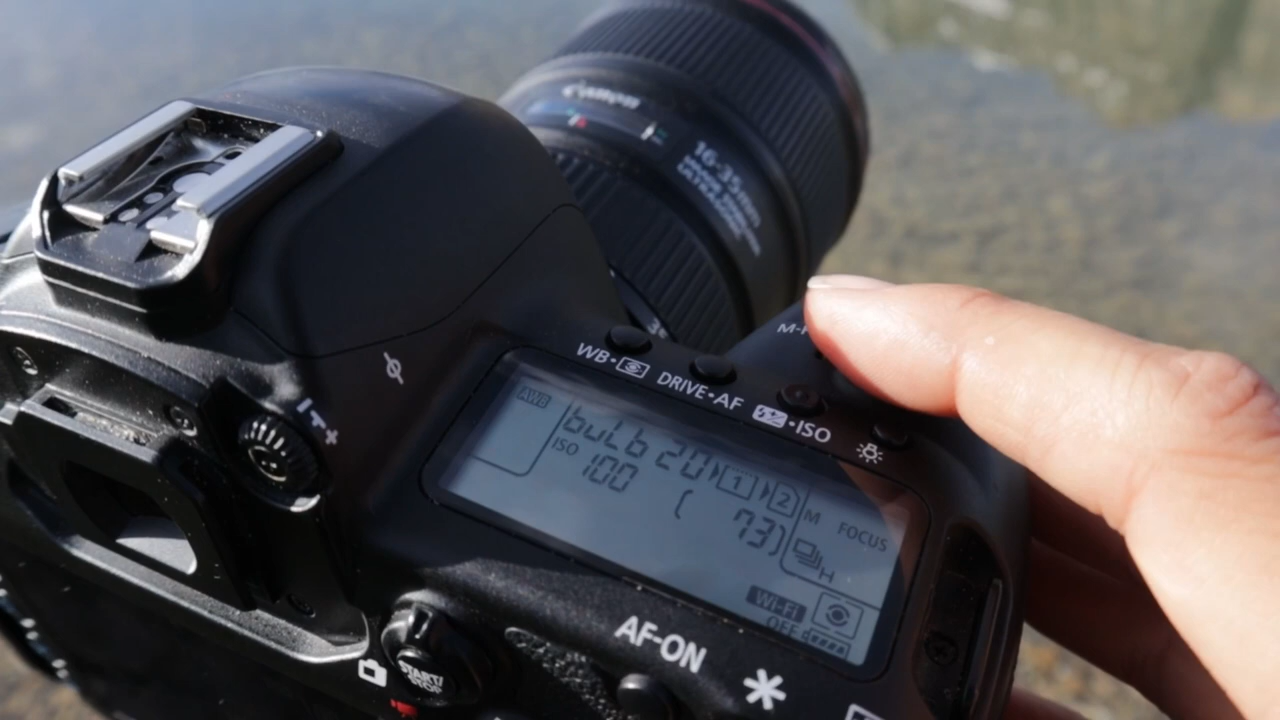 Canon
16-35mm
35
M-F
WB•
DRIVE•AF
•ISO
AWB
buLb 20 1 2
ISO
100
( 73)
M FOCUS
H
Wi-Fi
OFF
AF-ON
START/
STOP